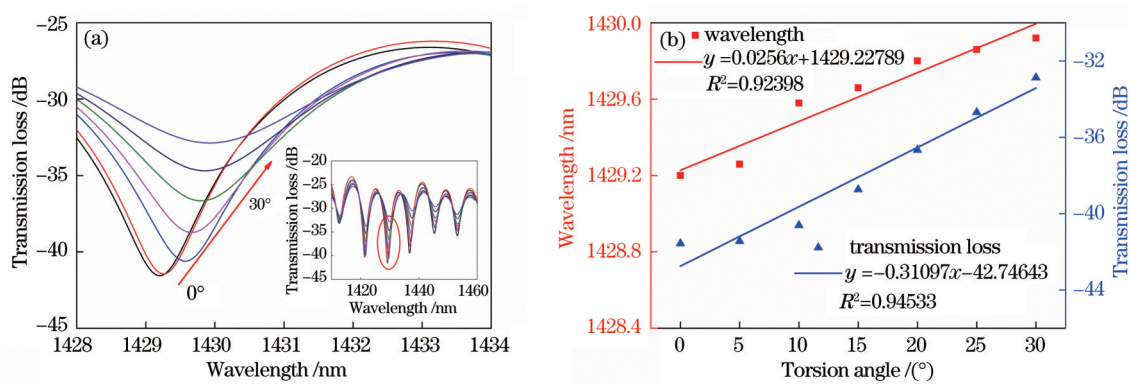 (a)
Transmission loss /dB
−25
−30
−35
−40
−45
1428
1429
1430
1431
1432
1433
1434
Wavelength /nm
0°
30°
Transmission loss/dB
−20
−25
−30
−35
−40
−45
1420
1440
1460
Wavelength /nm
(b)
Wavelength /nm
1430.0
1429.6
1429.2
1428.8
1428.4
wavelength
y=0.0256x+1429.22789
R²=0.92398
transmission loss
y=−0.31097x−42.74643
R²=0.94533
0
5
10
15
20
25
30
Torsion angle /(°)
−32
−36
−40
−44
Transmission loss/dB